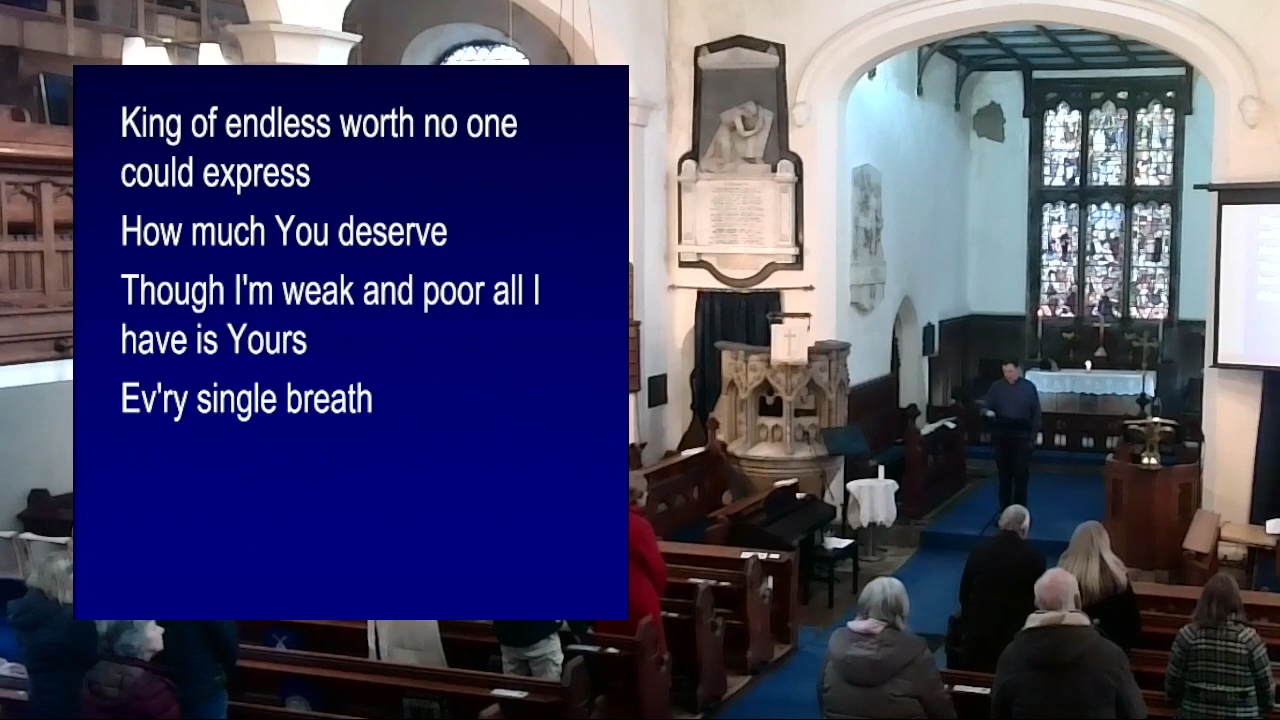 King of endless worth no one
could express
How much You deserve
Though I'm weak and poor all I
have is Yours
Ev'ry single breath